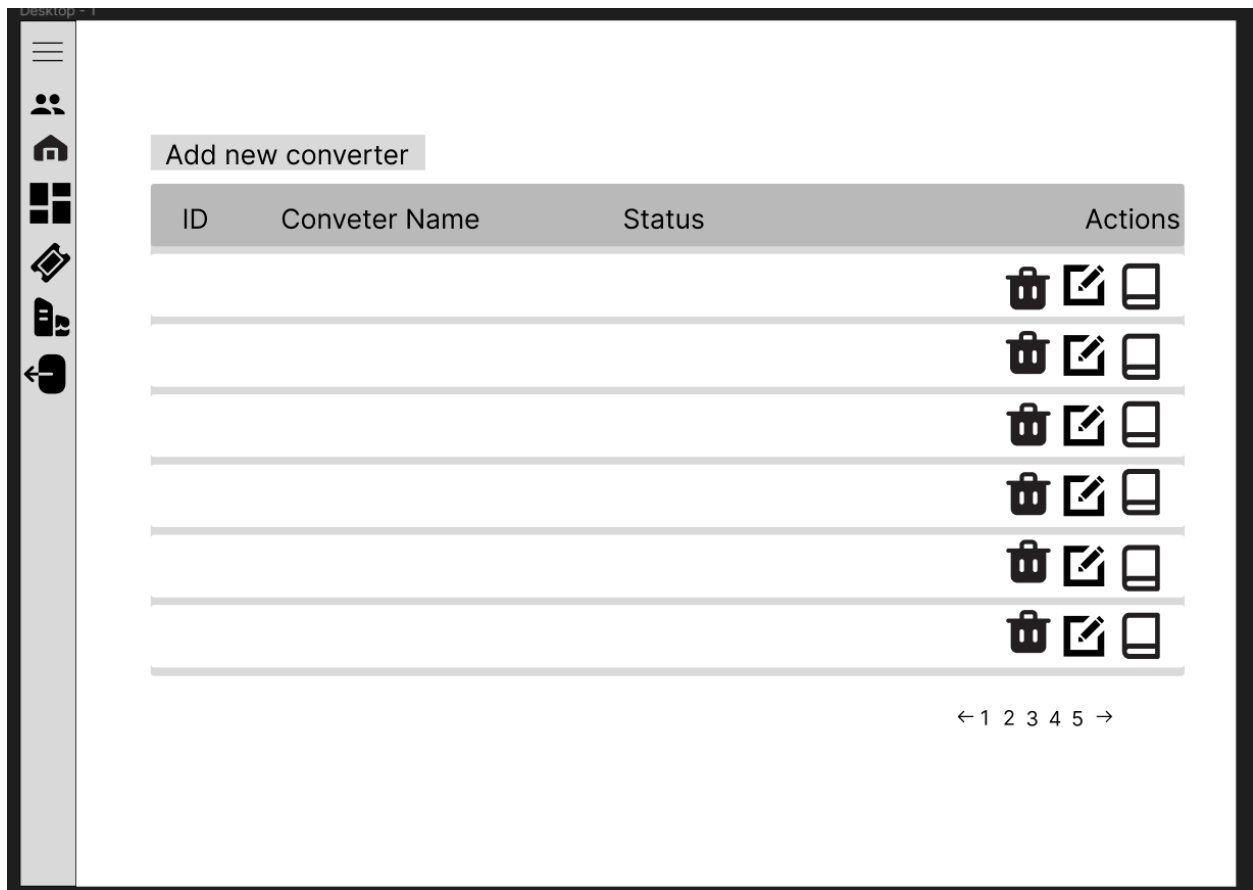 Desktop - 1
Add new converter
ID Conveter Name Status Actions
← 1 2 3 4 5 →